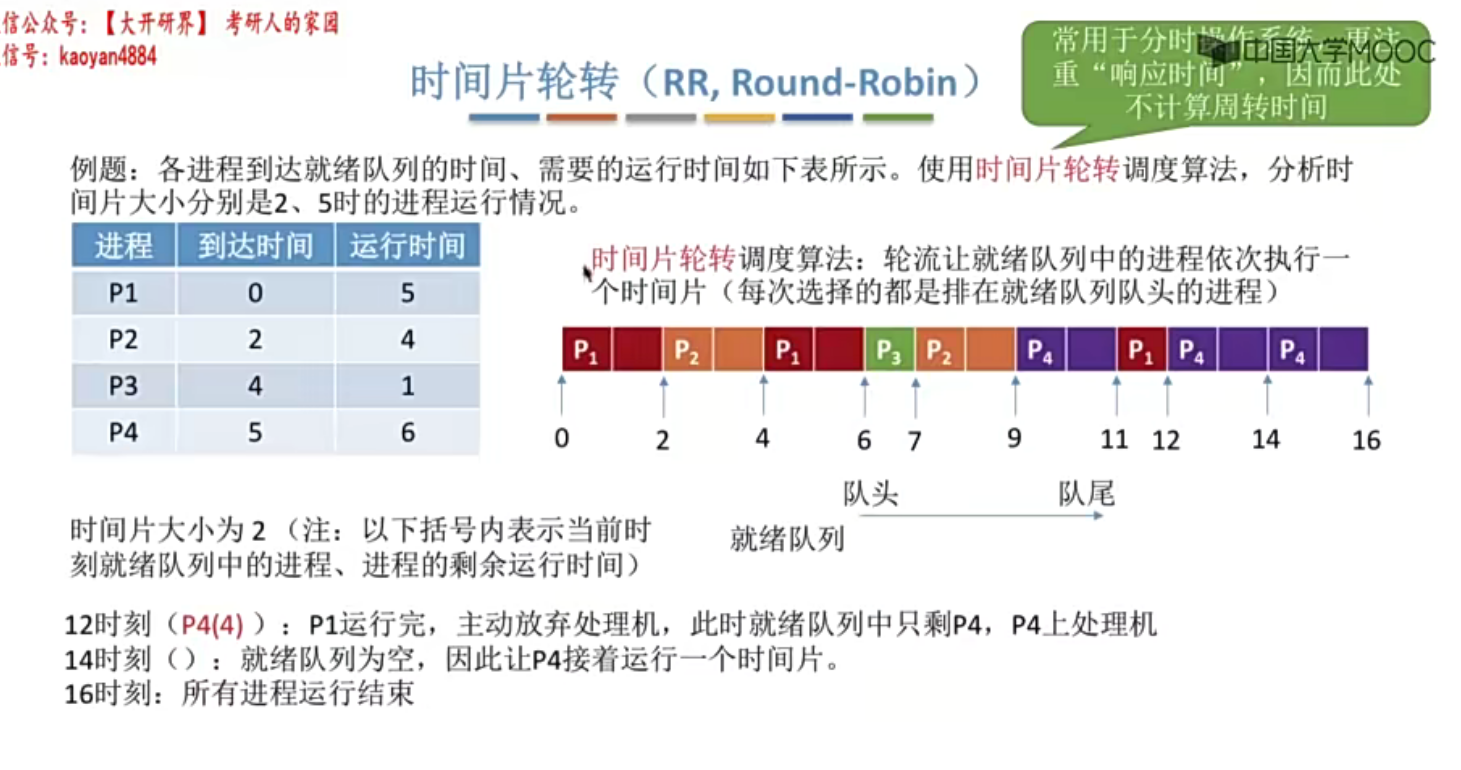 信公众号：【大开研界】 考研人的家园
信号：kaoyan4884
常用于分时操作系统，更注
重“响应时间”，因而此处
不计算周转时间
中国大学MOOC
时间片轮转（RR, Round-Robin）
例题：各进程到达就绪队列的时间、需要的运行时间如下表所示。使用时间片轮转调度算法，分析时
间片大小分别是2、5时的进程运行情况。
进程 到达时间 运行时间
P1 0 5
P2 2 4
P3 4 1
P4 5 6
时间片轮转调度算法：轮流让就绪队列中的进程依次执行一
个时间片（每次选择的都是排在就绪队列队头的进程）
P1 P2 P1 P3 P2 P4 P1 P4 P4
0 2 4 6 7 9 11 12 14 16
队头 队尾
就绪队列
时间片大小为 2 （注：以下括号内表示当前时
刻就绪队列中的进程、进程的剩余运行时间）
12时刻（P4(4) ）：P1运行完，主动放弃处理机，此时就绪队列中只剩P4，P4上处理机
14时刻（）：就绪队列为空，因此让P4接着运行一个时间片。
16时刻：所有进程运行结束